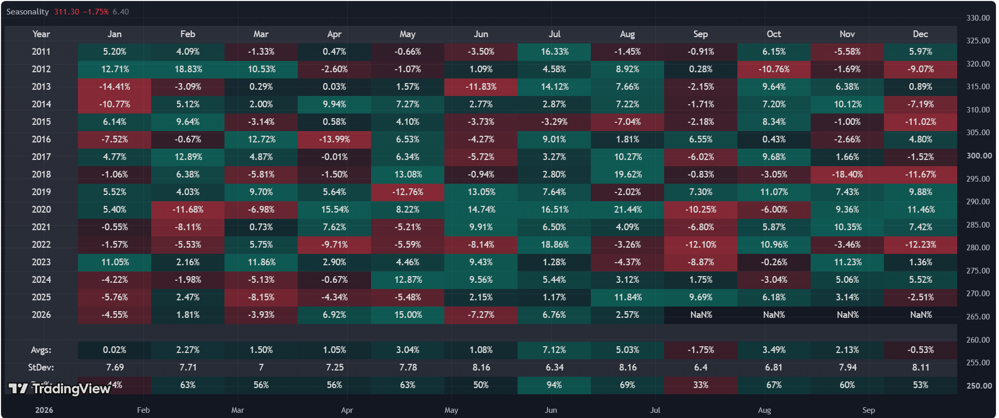 Seasonality 311.30 −1.75% 6.40
330.00
Year Jan Feb Mar Apr May Jun Jul Aug Sep Oct Nov Dec
325.00
2011 5.20% 4.09% -1.33% 0.47% -0.66% -3.50% 16.33% -1.45% -0.91% 6.15% -5.58% 5.97%
320.00
2012 12.71% 18.83% 10.53% -2.60% -1.07% 1.09% 4.58% 8.92% 0.28% -10.76% -1.69% -9.07%
315.00
2013 -14.41% -3.09% 0.29% 0.03% 1.57% -11.83% 14.12% 7.66% -2.15% 9.64% 6.38% 0.89%
2014 -10.77% 5.12% 2.00% 9.94% 7.27% 2.77% 2.87% 7.22% -1.71% 7.20% 10.12% -7.19%
310.00
2015 6.14% 9.64% -3.14% 0.58% 4.10% -3.73% -3.29% -7.04% -2.18% 8.34% -1.00% -11.02%
305.00
2016 -7.52% -0.67% 12.72% -13.99% 6.53% -4.27% 9.01% 1.81% 6.55% 0.43% -2.66% 4.80%
300.00
2017 4.77% 12.89% 4.87% -0.01% 6.34% -5.72% 3.27% 10.27% -6.02% 9.68% 1.66% -1.52%
2018 -1.06% 6.38% -5.81% -1.50% 13.08% -0.94% 2.80% 19.62% -0.83% -3.05% -18.40% -11.67%
295.00
2019 5.52% 4.03% 9.70% 5.64% -12.76% 13.05% 7.64% -2.02% 7.30% 11.07% 7.43% 9.88%
290.00
2020 5.40% -11.68% -6.98% 15.54% 8.22% 14.74% 16.51% 21.44% -10.25% -6.00% 9.36% 11.46%
285.00
2021 -0.55% -8.11% 0.73% 7.62% -5.21% 9.91% 6.50% 4.09% -6.80% 5.87% 10.35% 7.42%
2022 -1.57% -5.53% 5.75% -9.71% -5.59% -8.14% 18.86% -3.26% -12.10% 10.96% -3.46% -12.23%
280.00
2023 11.05% 2.16% 11.86% 2.90% 4.46% 9.43% 1.28% -4.37% -8.87% -0.26% 11.23% 1.36%
275.00
2024 -4.22% -1.98% -5.13% -0.67% 12.87% 9.56% 5.44% 3.12% 1.75% -3.04% 5.06% 5.52%
270.00
2025 -5.76% 2.47% -8.15% -4.34% -5.48% 2.15% 1.17% 11.84% 9.69% 6.18% 3.14% -2.51%
2026 -4.55% 1.81% -3.93% 6.92% 15.00% -7.27% 6.76% 2.57% NaN% NaN% NaN% NaN%
265.00
260.00
Avgs: 0.02% 2.27% 1.50% 1.05% 3.04% 1.08% 7.12% 5.03% -1.75% 3.49% 2.13% -0.53%
255.00
StDev: 7.69 7.71 7 7.25 7.78 8.16 6.34 8.16 6.4 6.81 7.94 8.11
44% 63% 56% 56% 63% 50% 94% 69% 33% 67% 60% 53%
250.00
TradingView
2026 Feb Mar Apr May Jun Jul Aug Sep